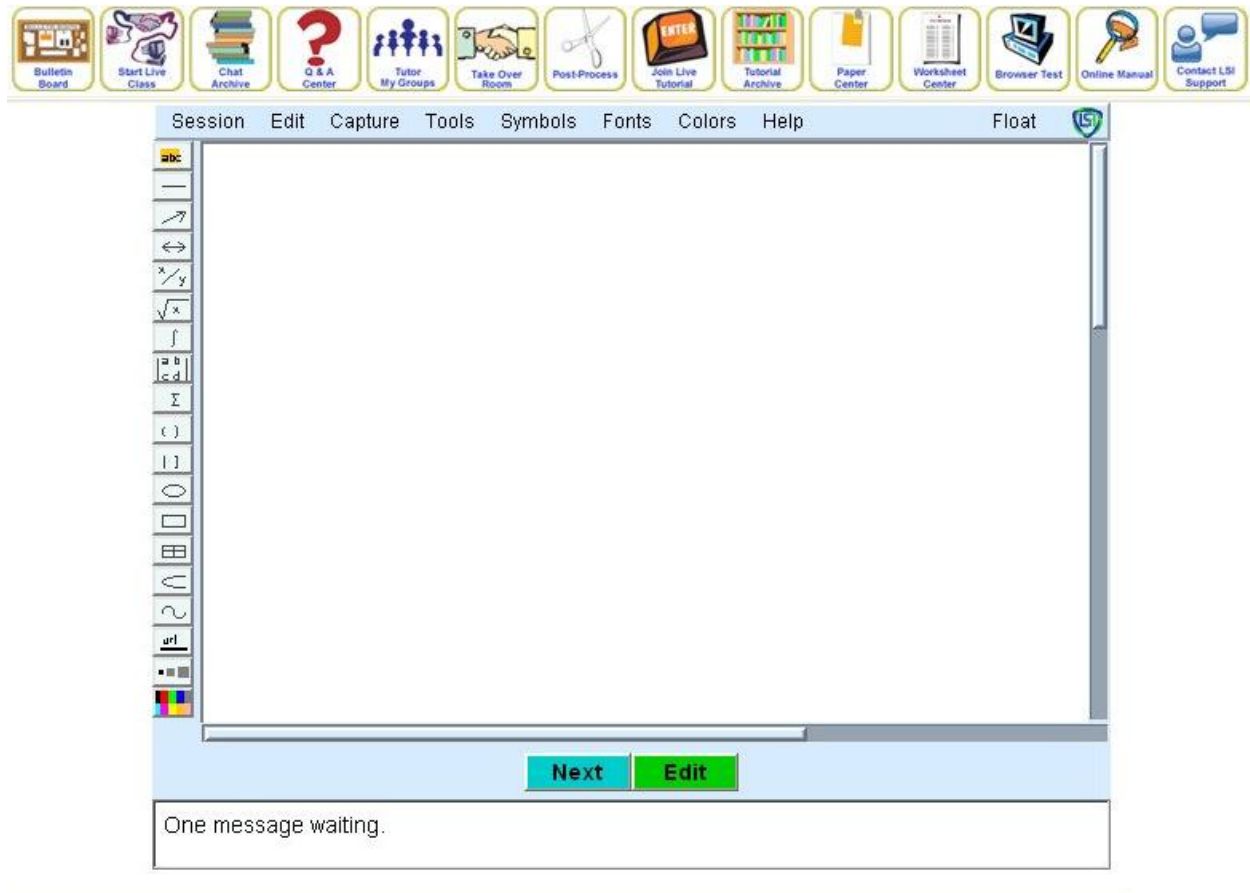 Bulletin Board
Start Live Class
Chat Archive
Q & A Center
Tutor My Groups
Take Over Room
Post-Process
ENTER
Join Live Tutorial
Tutorial Archive
Paper Center
Worksheet Center
Browser Test
Online Manual
Contact LSI Support
Session Edit Capture Tools Symbols Fonts Colors Help Float LSI
abc
x/y
√x
∫
a b
c d
Σ
( )
[ ]
url
Next Edit
One message waiting.